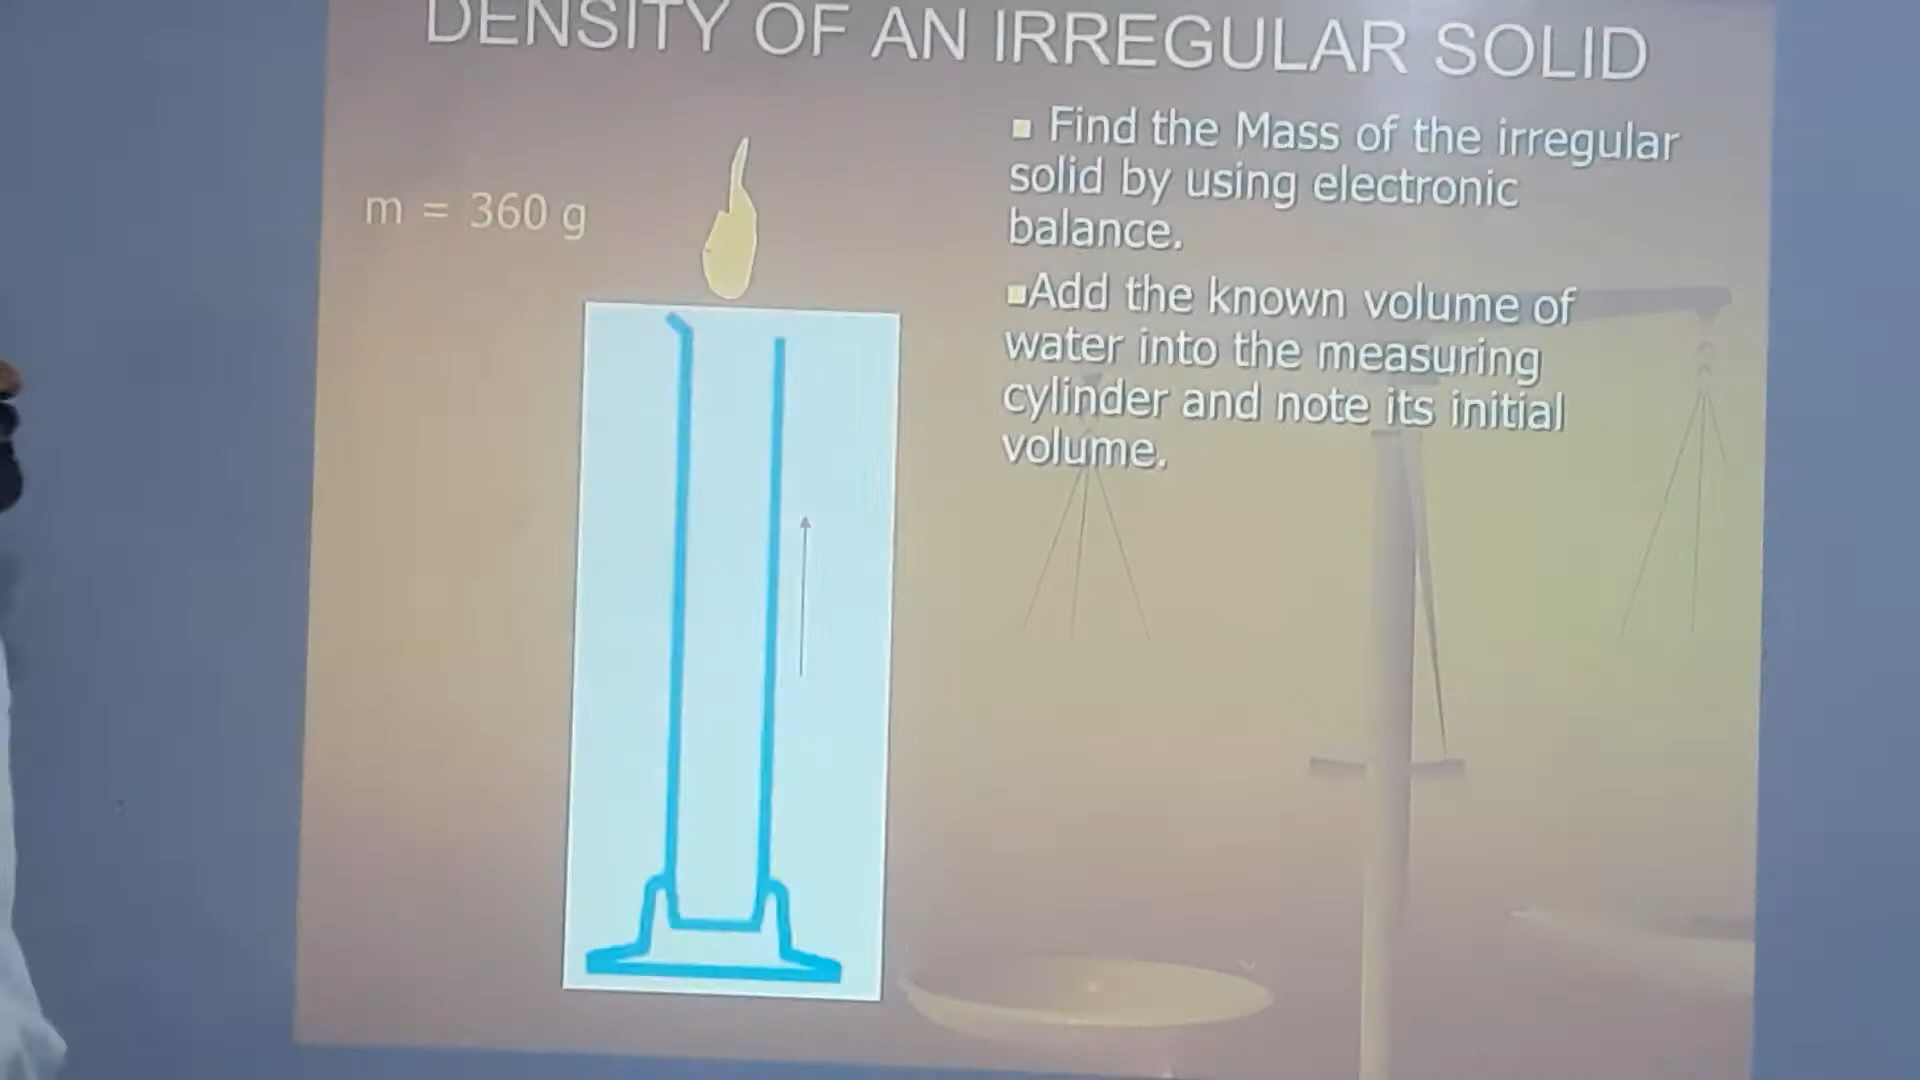 DENSITY OF AN IRREGULAR SOLID
m = 360 g
▪ Find the Mass of the irregular
solid by using electronic
balance.
▪Add the known volume of
water into the measuring
cylinder and note its initial
volume.